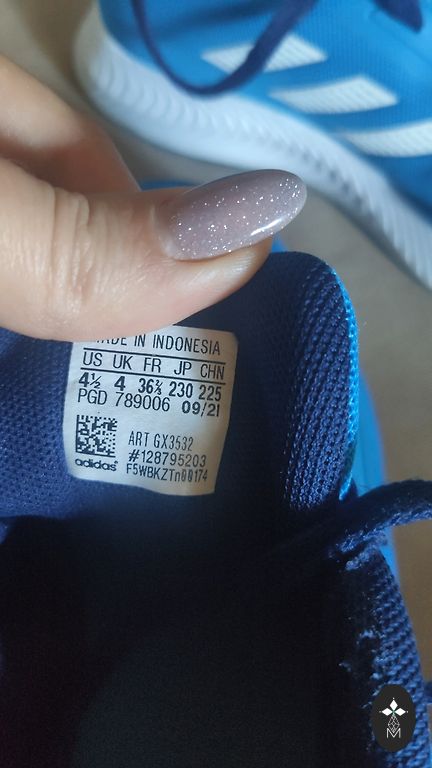 MADE IN INDONESIA
US UK FR JP CHN
4½ 4 36⅔ 230 225
PGD 789006 09/21
ART GX3532
#128795203
adidas® F5WBKZTn00174
M